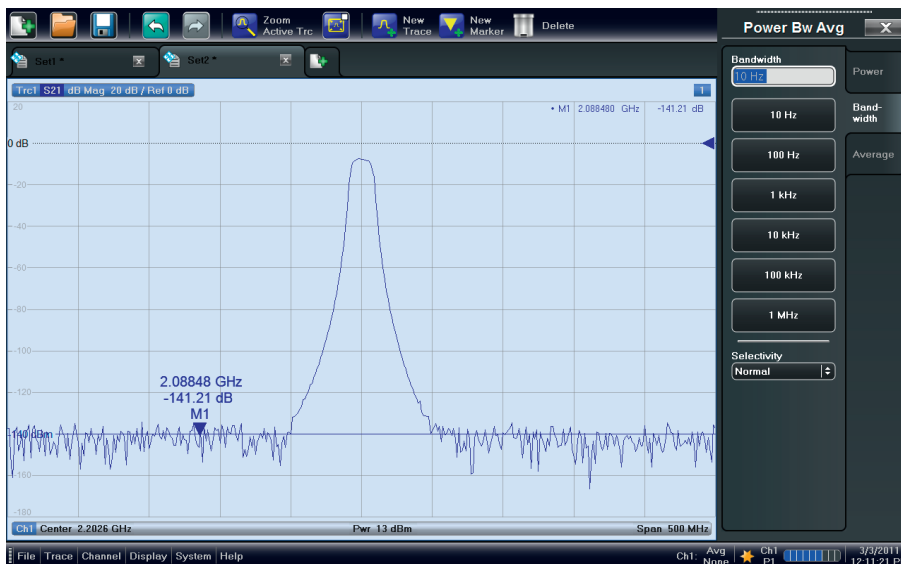 Zoom
Active Trc
New
Trace
New
Marker
Delete
Power Bw Avg
X
Set1 *
Set2 *
Trc1 S21 dB Mag 20 dB / Ref 0 dB
1
20
• M1 2.088480 GHz -141.21 dB
0 dB
-20
-40
-60
-80
-100
-120
2.08848 GHz
-141.21 dB
M1
-140 dBm
-160
-180
Ch1 Center 2.2026 GHz Pwr 13 dBm Span 500 MHz
Bandwidth
10 Hz
10 Hz
100 Hz
1 kHz
10 kHz
100 kHz
1 MHz
Selectivity
Normal
Power
Band-
width
Average
File Trace Channel Display System Help
Ch1: Avg
None
Ch1
P1
3/3/2011
12:11:21 P